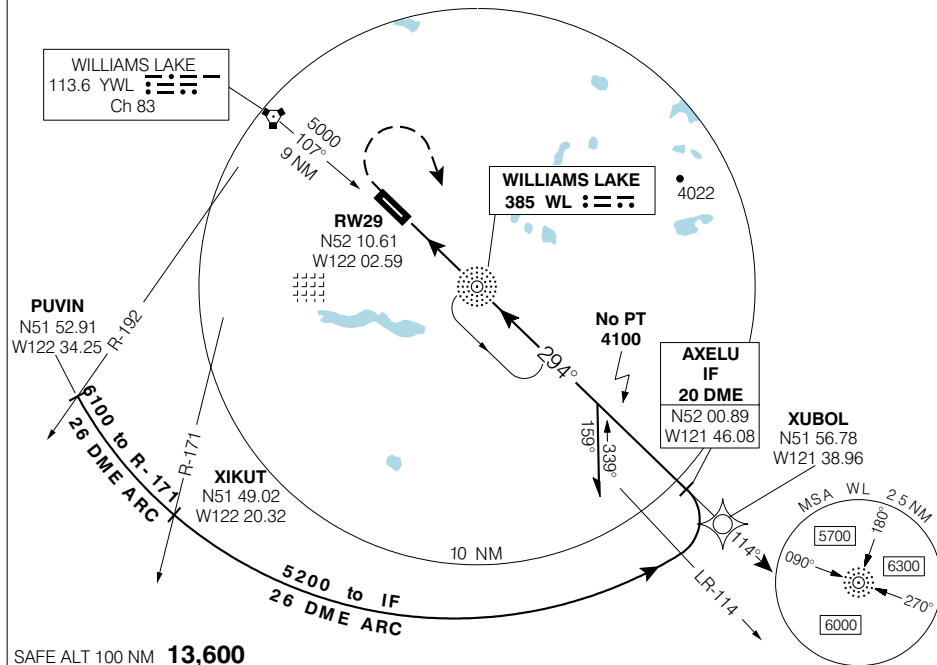 WILLIAMS LAKE
113.6 YWL
Ch 83
5000
107°
9 NM
WILLIAMS LAKE
385 WL
4022
RW29
N52 10.61
W122 02.59
PUVIN
N51 52.91
W122 34.25
R-192
No PT
4100
294°
AXELU
IF
20 DME
N52 00.89
W121 46.08
XUBOL
N51 56.78
W121 38.96
6100 to R-171
26 DME ARC
R-171
XIKUT
N51 49.02
W122 20.32
159°
339°
114°
LR-114
10 NM
5200 to IF
26 DME ARC
MSA WL 25NM
5700
180°
090°
6300
270°
6000
SAFE ALT 100 NM 13,600